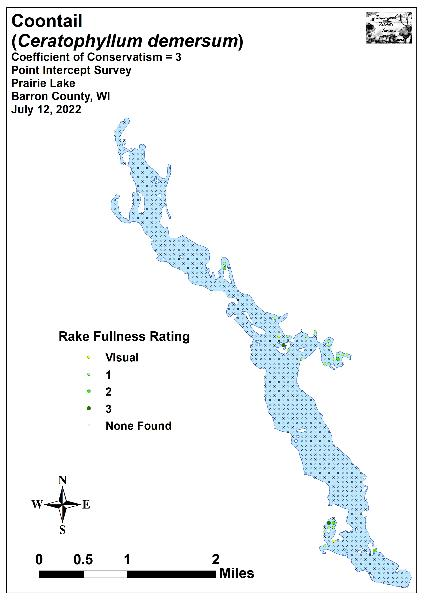 Coontail
(Ceratophyllum demersum)
Coefficient of Conservatism = 3
Point Intercept Survey
Prairie Lake
Barron County, WI
July 12, 2022
Rake Fullness Rating
Visual
1
2
3
None Found
N
W E
S
0 0.5 1 2
Miles